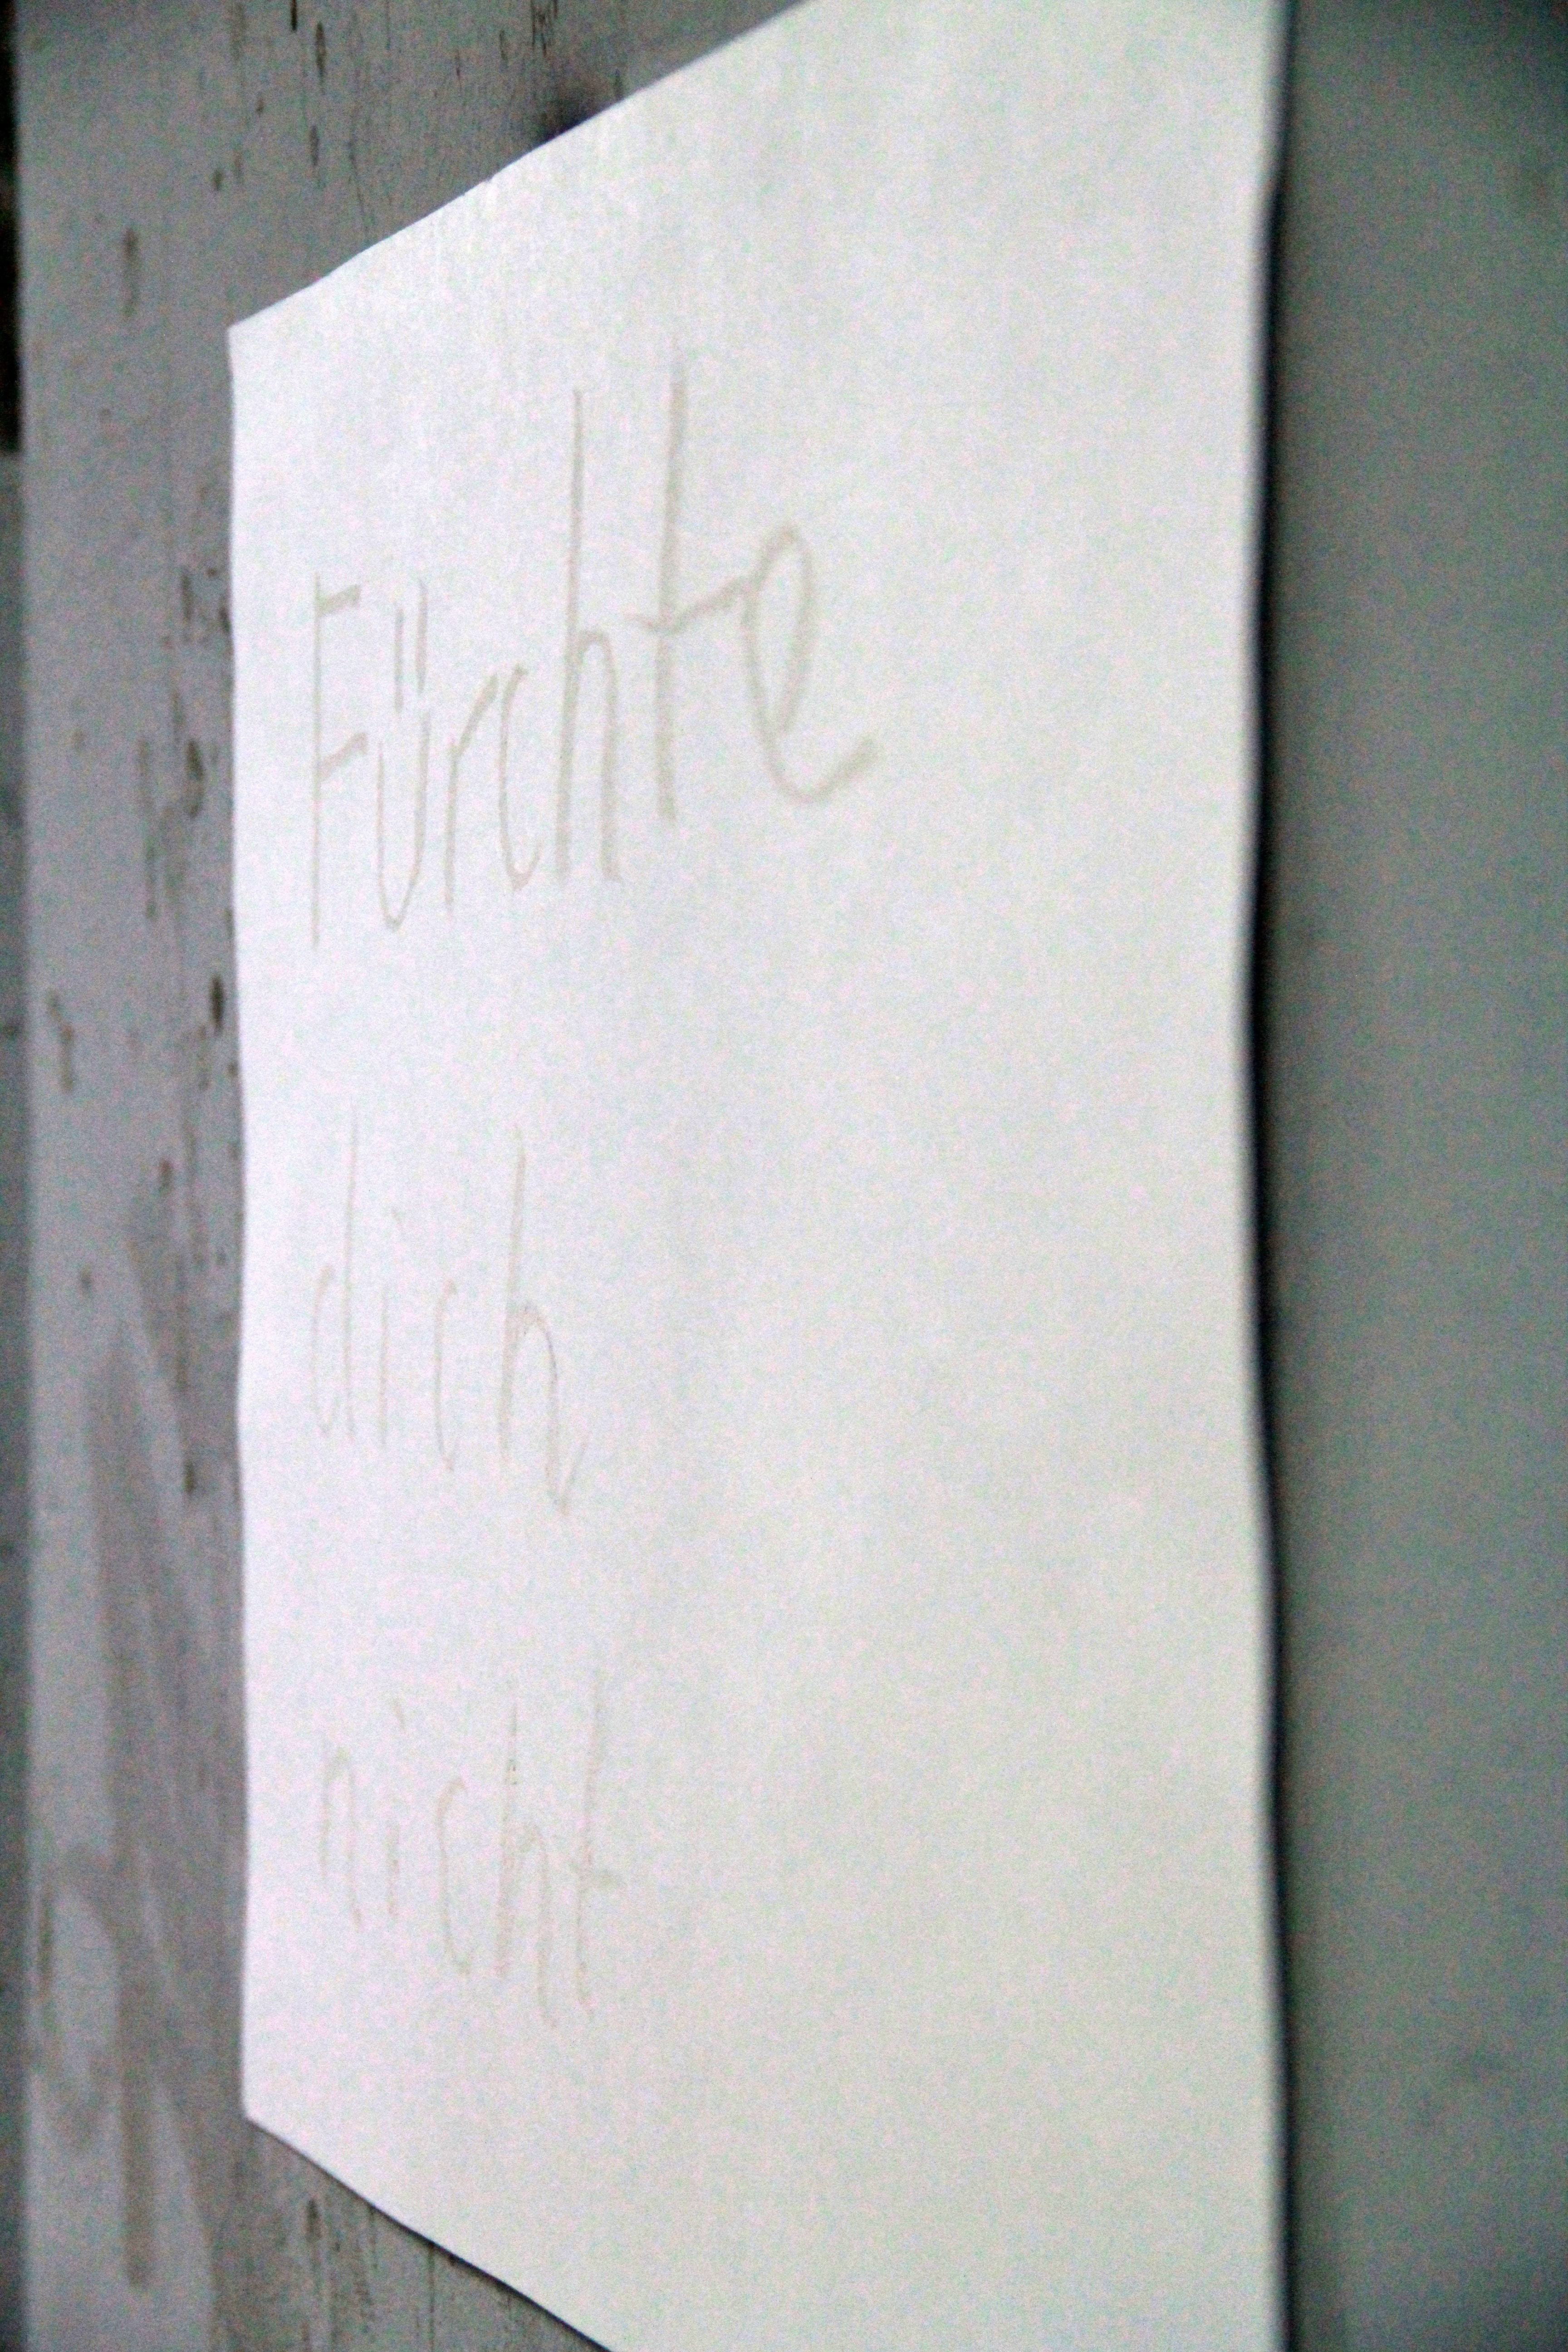 Fürchte
dich
nicht